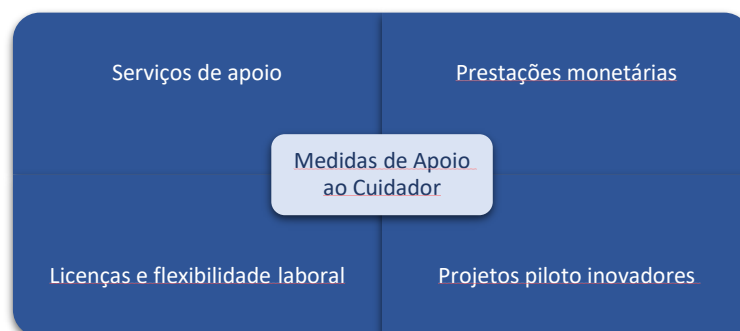 Serviços de apoio
Prestações monetárias
Medidas de Apoio
ao Cuidador
Licenças e flexibilidade laboral
Projetos piloto inovadores